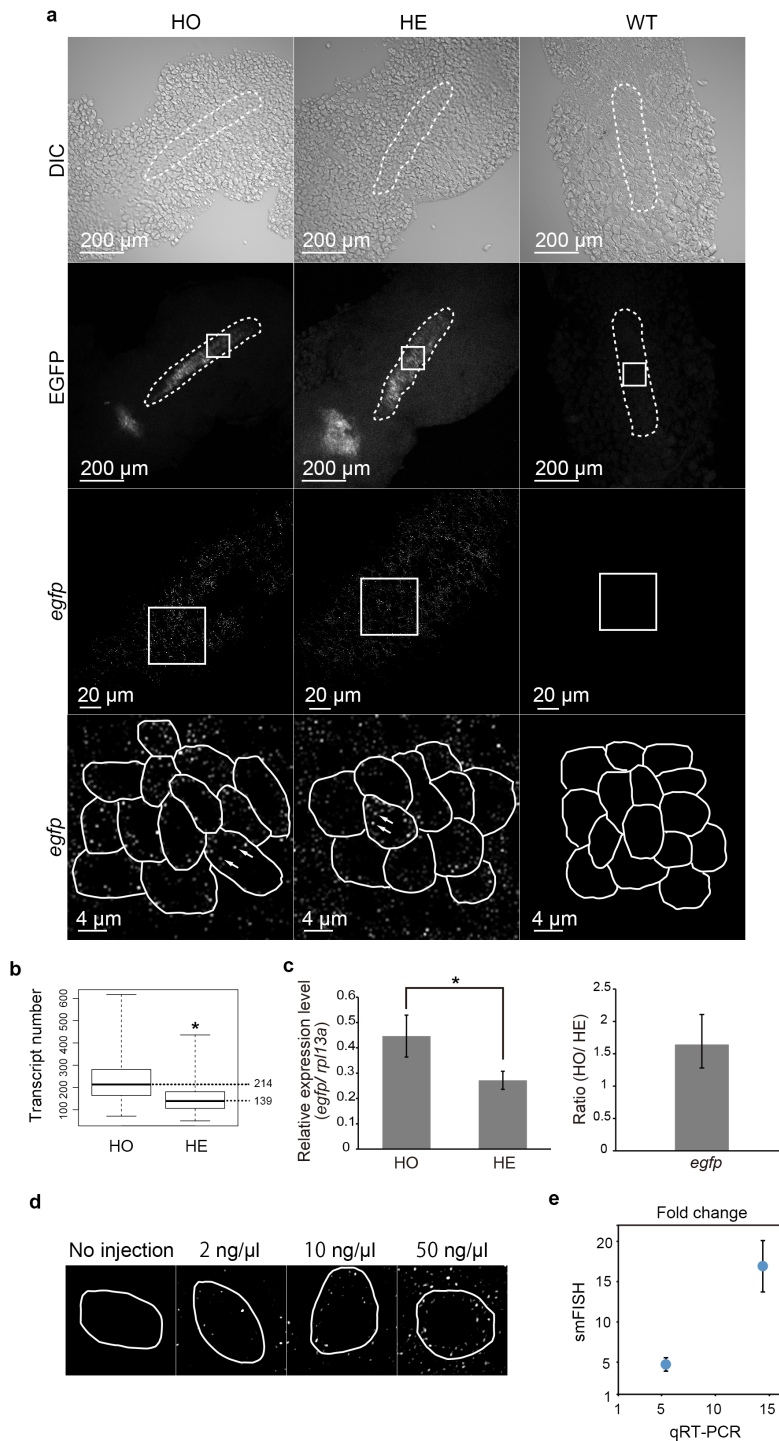 a
HO HE WT
DIC
200 µm 200 µm 200 µm
EGFP
200 µm 200 µm 200 µm
egfp
20 µm 20 µm 20 µm
egfp
4 µm 4 µm 4 µm
b
Transcript number
600
500
400
300
200
100
*
214
139
HO HE
c
Relative expression level
(egfp/ rpl13a)
0.6
0.5
0.4
0.3
0.2
0.1
0
*
HO HE
Ratio (HO/ HE)
2.5
2
1.5
1
0.5
0
egfp
d
No injection 2 ng/µl 10 ng/µl 50 ng/µl
e
Fold change
smFISH
20
15
10
5
1
1 5 10 15
qRT-PCR